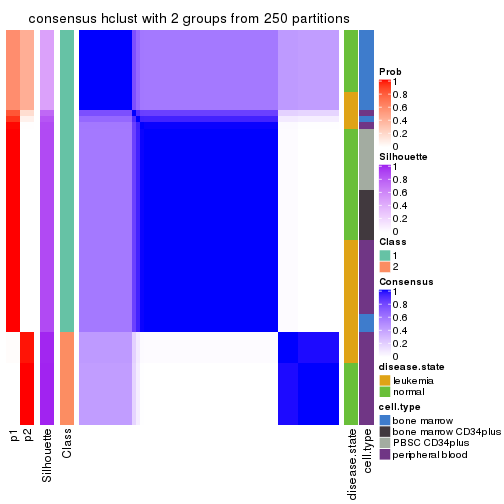 consensus hclust with 2 groups from 250 partitions
Prob
1
0.8
0.6
0.4
0.2
0
Silhouette
1
0.8
0.6
0.4
0.2
0
Class
1
2
Consensus
1
0.8
0.6
0.4
0.2
0
disease.state
leukemia
normal
cell.type
bone marrow
bone marrow CD34plus
PBSC CD34plus
peripheral blood
p1
p2
Silhouette
Class
disease.state
cell.type